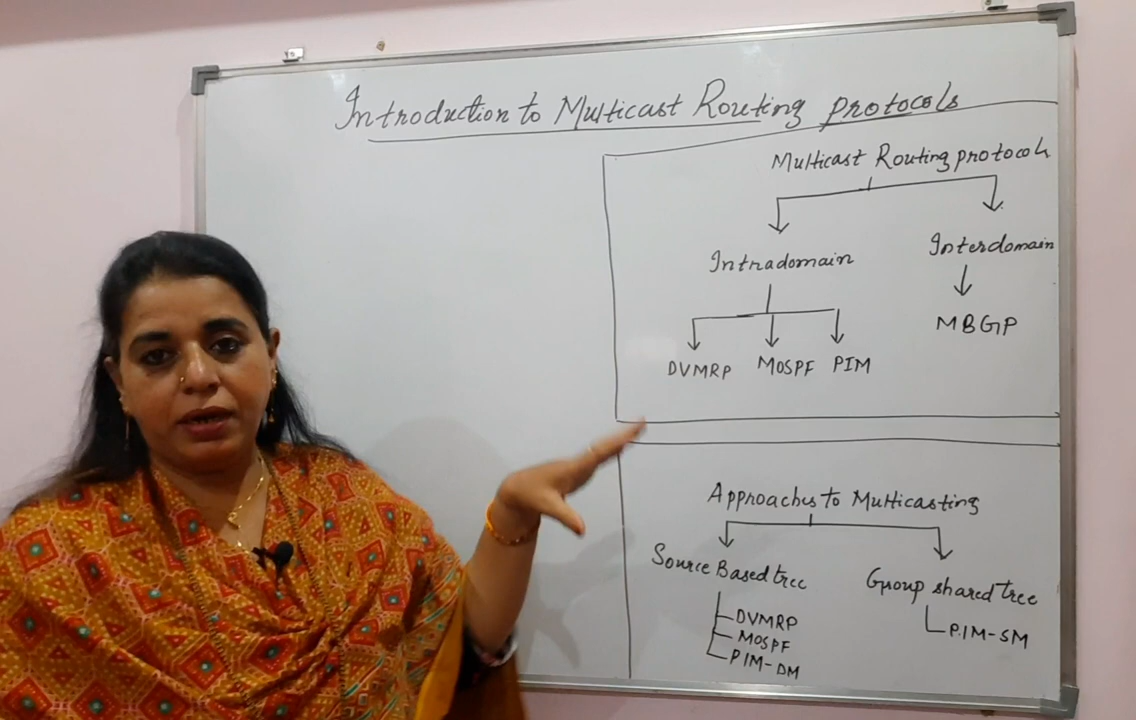 Introduction to Multicast Routing protocols
Multicast Routing protocols
Intradomain
Interdomain
DVMRP MOSPF PIM
MBGP
Approaches to Multicasting
Source Based tree
Group shared tree
DVMRP
MOSPF
PIM-DM
PIM-SM